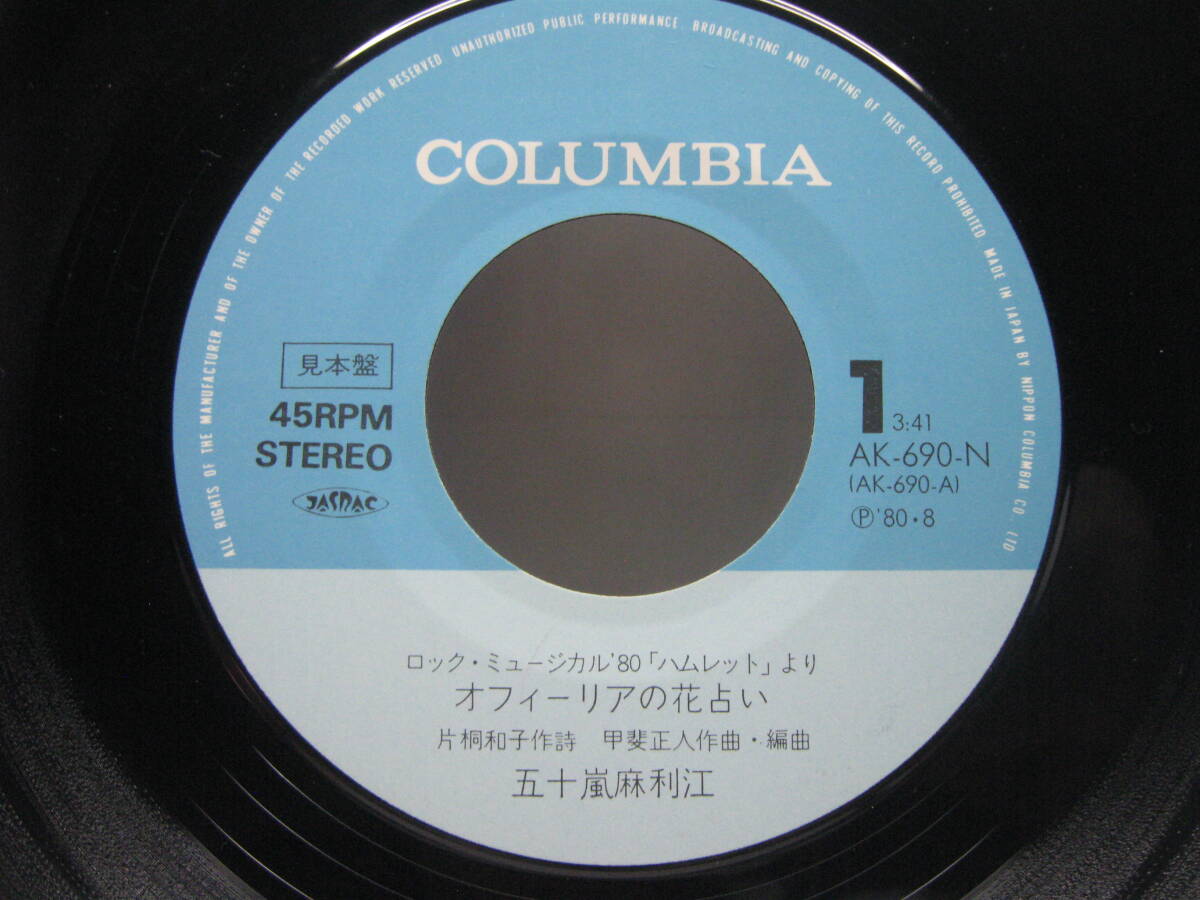 ALL RIGHTS OF THE MANUFACTURER AND OF THE OWNER OF THE RECORDED WORK RESERVED UNAUTHORIZED PUBLIC PERFORMANCE. BROADCASTING AND COPYING OF THIS RECORD PROHIBITED. MADE IN JAPAN BY NIPPON COLUMBIA CO. LTD
COLUMBIA
見本盤
45RPM
STEREO
JASRAC
1 3:41
AK-690-N
(AK-690-A)
Ⓟ'80・8
ロック・ミュージカル'80「ハムレット」より
オフィーリアの花占い
片桐和子作詩 甲斐正人作曲・編曲
五十嵐麻利江